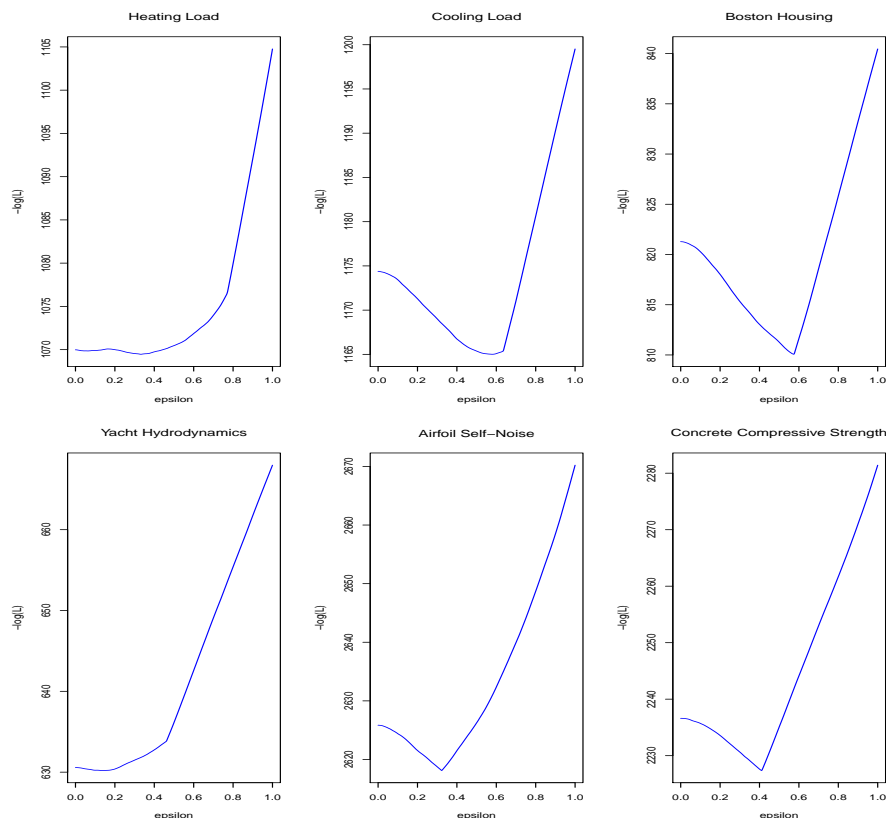 Heating Load
1070 1075 1080 1085 1090 1095 1100 1105
−log(L)
0.0 0.2 0.4 0.6 0.8 1.0
epsilon
Cooling Load
1165 1170 1175 1180 1185 1190 1195 1200
−log(L)
0.0 0.2 0.4 0.6 0.8 1.0
epsilon
Boston Housing
810 815 820 825 830 835 840
−log(L)
0.0 0.2 0.4 0.6 0.8 1.0
epsilon
Yacht Hydrodynamics
630 640 650 660
−log(L)
0.0 0.2 0.4 0.6 0.8 1.0
epsilon
Airfoil Self−Noise
2620 2630 2640 2650 2660 2670
−log(L)
0.0 0.2 0.4 0.6 0.8 1.0
epsilon
Concrete Compressive Strength
2230 2240 2250 2260 2270 2280
−log(L)
0.0 0.2 0.4 0.6 0.8 1.0
epsilon